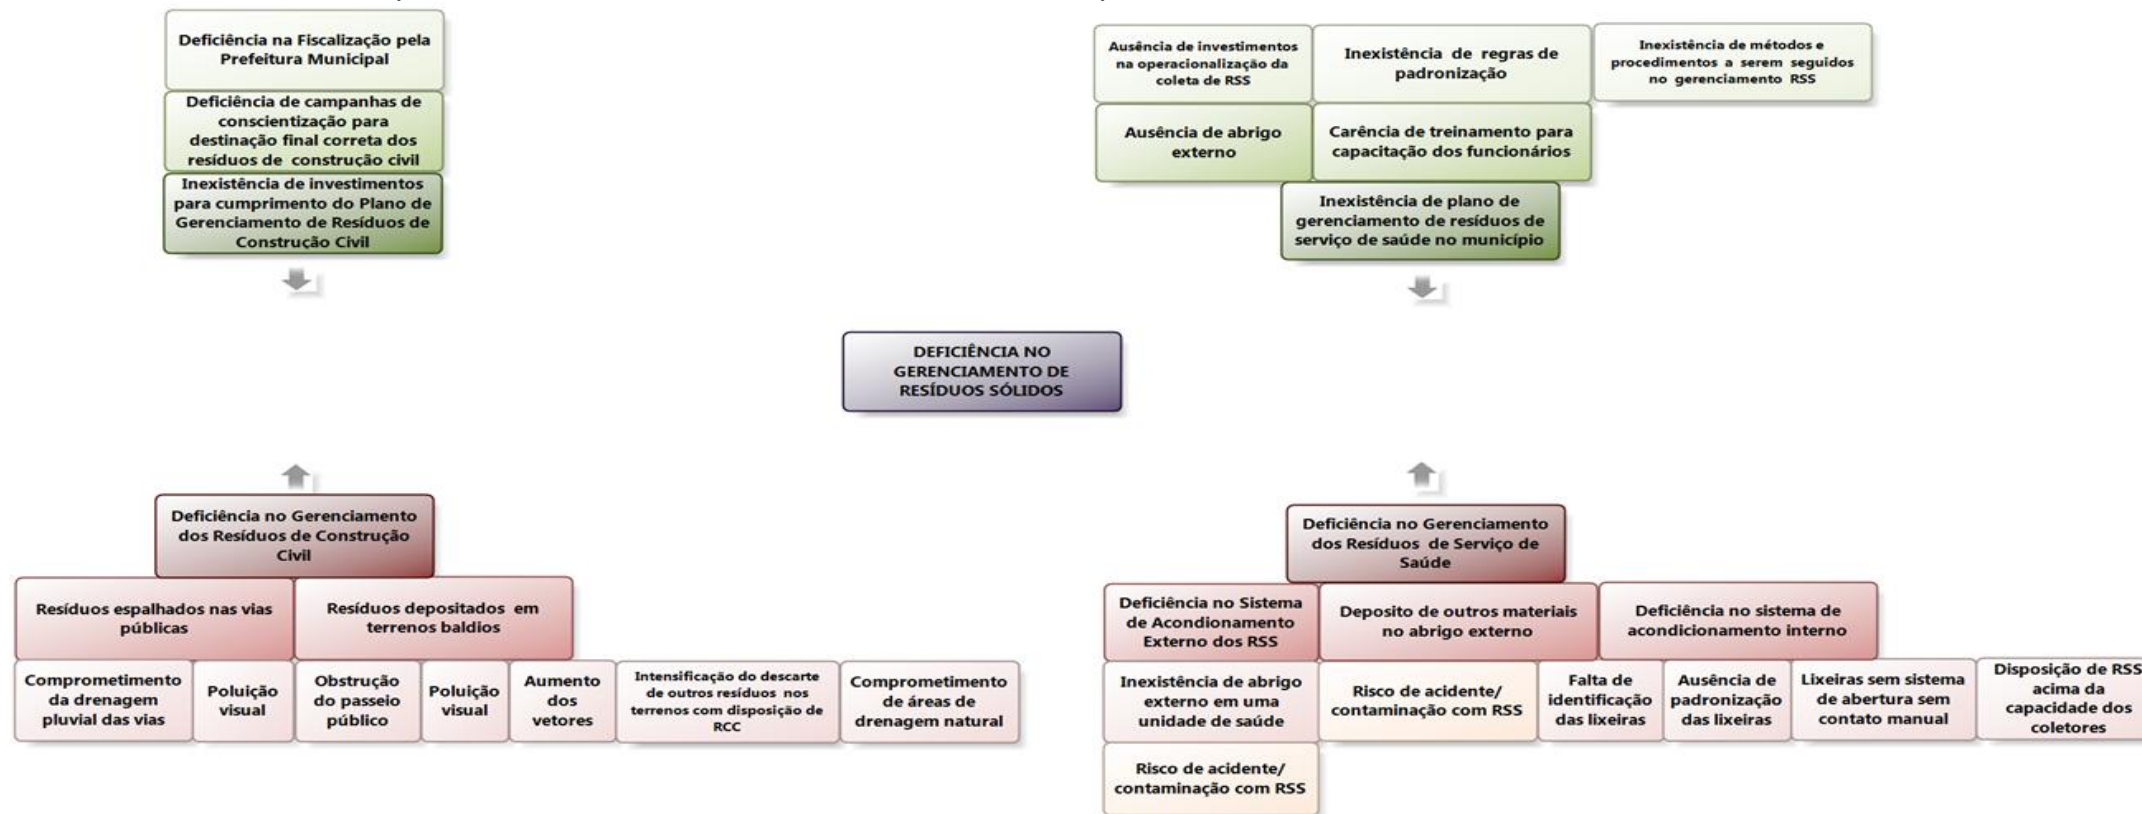 Deficiência na Fiscalização pela
Prefeitura Municipal
Deficiência de campanhas de
conscientização para
destinação final correta dos
resíduos de construção civil
Inexistência de investimentos
para cumprimento do Plano de
Gerenciamento de Resíduos de
Construção Civil
Ausência de investimentos
na operacionalização da
coleta de RSS
Inexistência de regras de
padronização
Inexistência de métodos e
procedimentos a serem seguidos
no gerenciamento RSS
Ausência de abrigo
externo
Carência de treinamento para
capacitação dos funcionários
Inexistência de plano de
gerenciamento de resíduos de
serviço de saúde no município
DEFICIÊNCIA NO
GERENCIAMENTO DE
RESÍDUOS SÓLIDOS
Deficiência no Gerenciamento
dos Resíduos de Construção
Civil
Resíduos espalhados nas vias
públicas
Resíduos depositados em
terrenos baldios
Comprometimento
da drenagem
pluvial das vias
Poluição
visual
Obstrução
do passeio
público
Poluição
visual
Aumento
dos
vetores
Intensificação do descarte
de outros resíduos nos
terrenos com disposição de
RCC
Comprometimento
de áreas de
drenagem natural
Deficiência no Gerenciamento
dos Resíduos de Serviço de
Saúde
Deficiência no Sistema
de Acondionamento
Externo dos RSS
Deposito de outros materiais
no abrigo externo
Deficiência no sistema de
acondicionamento interno
Inexistência de abrigo
externo em uma
unidade de saúde
Risco de acidente/
contaminação com RSS
Falta de
identificação
das lixeiras
Ausência de
padronização
das lixeiras
Lixeiras sem sistema
de abertura sem
contato manual
Disposição de RSS
acima da
capacidade dos
coletores
Risco de acidente/
contaminação com RSS